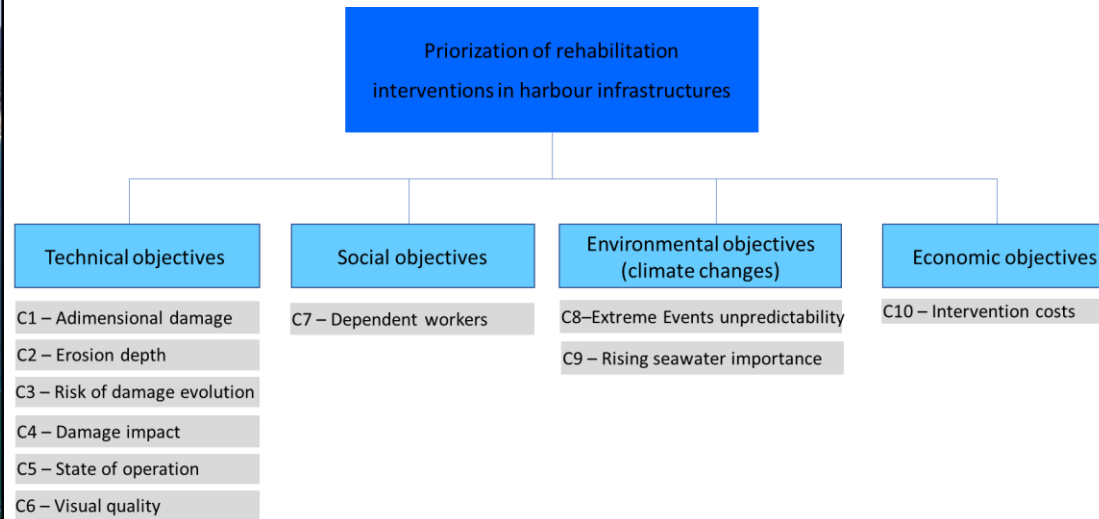 Priorization of rehabilitation
interventions in harbour infrastructures
Technical objectives
C1 – Adimensional damage
C2 – Erosion depth
C3 – Risk of damage evolution
C4 – Damage impact
C5 – State of operation
C6 – Visual quality
Social objectives
C7 – Dependent workers
Environmental objectives
(climate changes)
C8–Extreme Events unpredictability
C9 – Rising seawater importance
Economic objectives
C10 – Intervention costs